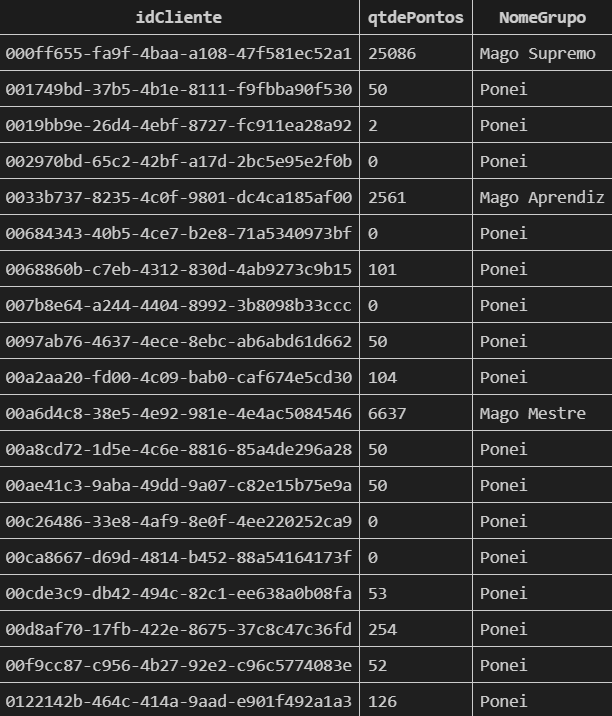 idCliente qtdePontos NomeGrupo
000ff655-fa9f-4baa-a108-47f581ec52a1 25086 Mago Supremo
001749bd-37b5-4b1e-8111-f9fbba90f530 50 Ponei
0019bb9e-26d4-4ebf-8727-fc911ea28a92 2 Ponei
002970bd-65c2-42bf-a17d-2bc5e95e2f0b 0 Ponei
0033b737-8235-4c0f-9801-dc4ca185af00 2561 Mago Aprendiz
00684343-40b5-4ce7-b2e8-71a5340973bf 0 Ponei
0068860b-c7eb-4312-830d-4ab9273c9b15 101 Ponei
007b8e64-a244-4404-8992-3b8098b33ccc 0 Ponei
0097ab76-4637-4ece-8ebc-ab6abd61d662 50 Ponei
00a2aa20-fd00-4c09-bab0-caf674e5cd30 104 Ponei
00a6d4c8-38e5-4e92-981e-4e4ac5084546 6637 Mago Mestre
00a8cd72-1d5e-4c6e-8816-85a4de296a28 50 Ponei
00ae41c3-9aba-49dd-9a07-c82e15b75e9a 50 Ponei
00c26486-33e8-4af9-8e0f-4ee220252ca9 0 Ponei
00ca8667-d69d-4814-b452-88a54164173f 0 Ponei
00cde3c9-db42-494c-82c1-ee638a0b08fa 53 Ponei
00d8af70-17fb-422e-8675-37c8c47c36fd 254 Ponei
00f9cc87-c956-4b27-92e2-c96c5774083e 52 Ponei
0122142b-464c-414a-9aad-e901f492a1a3 126 Ponei